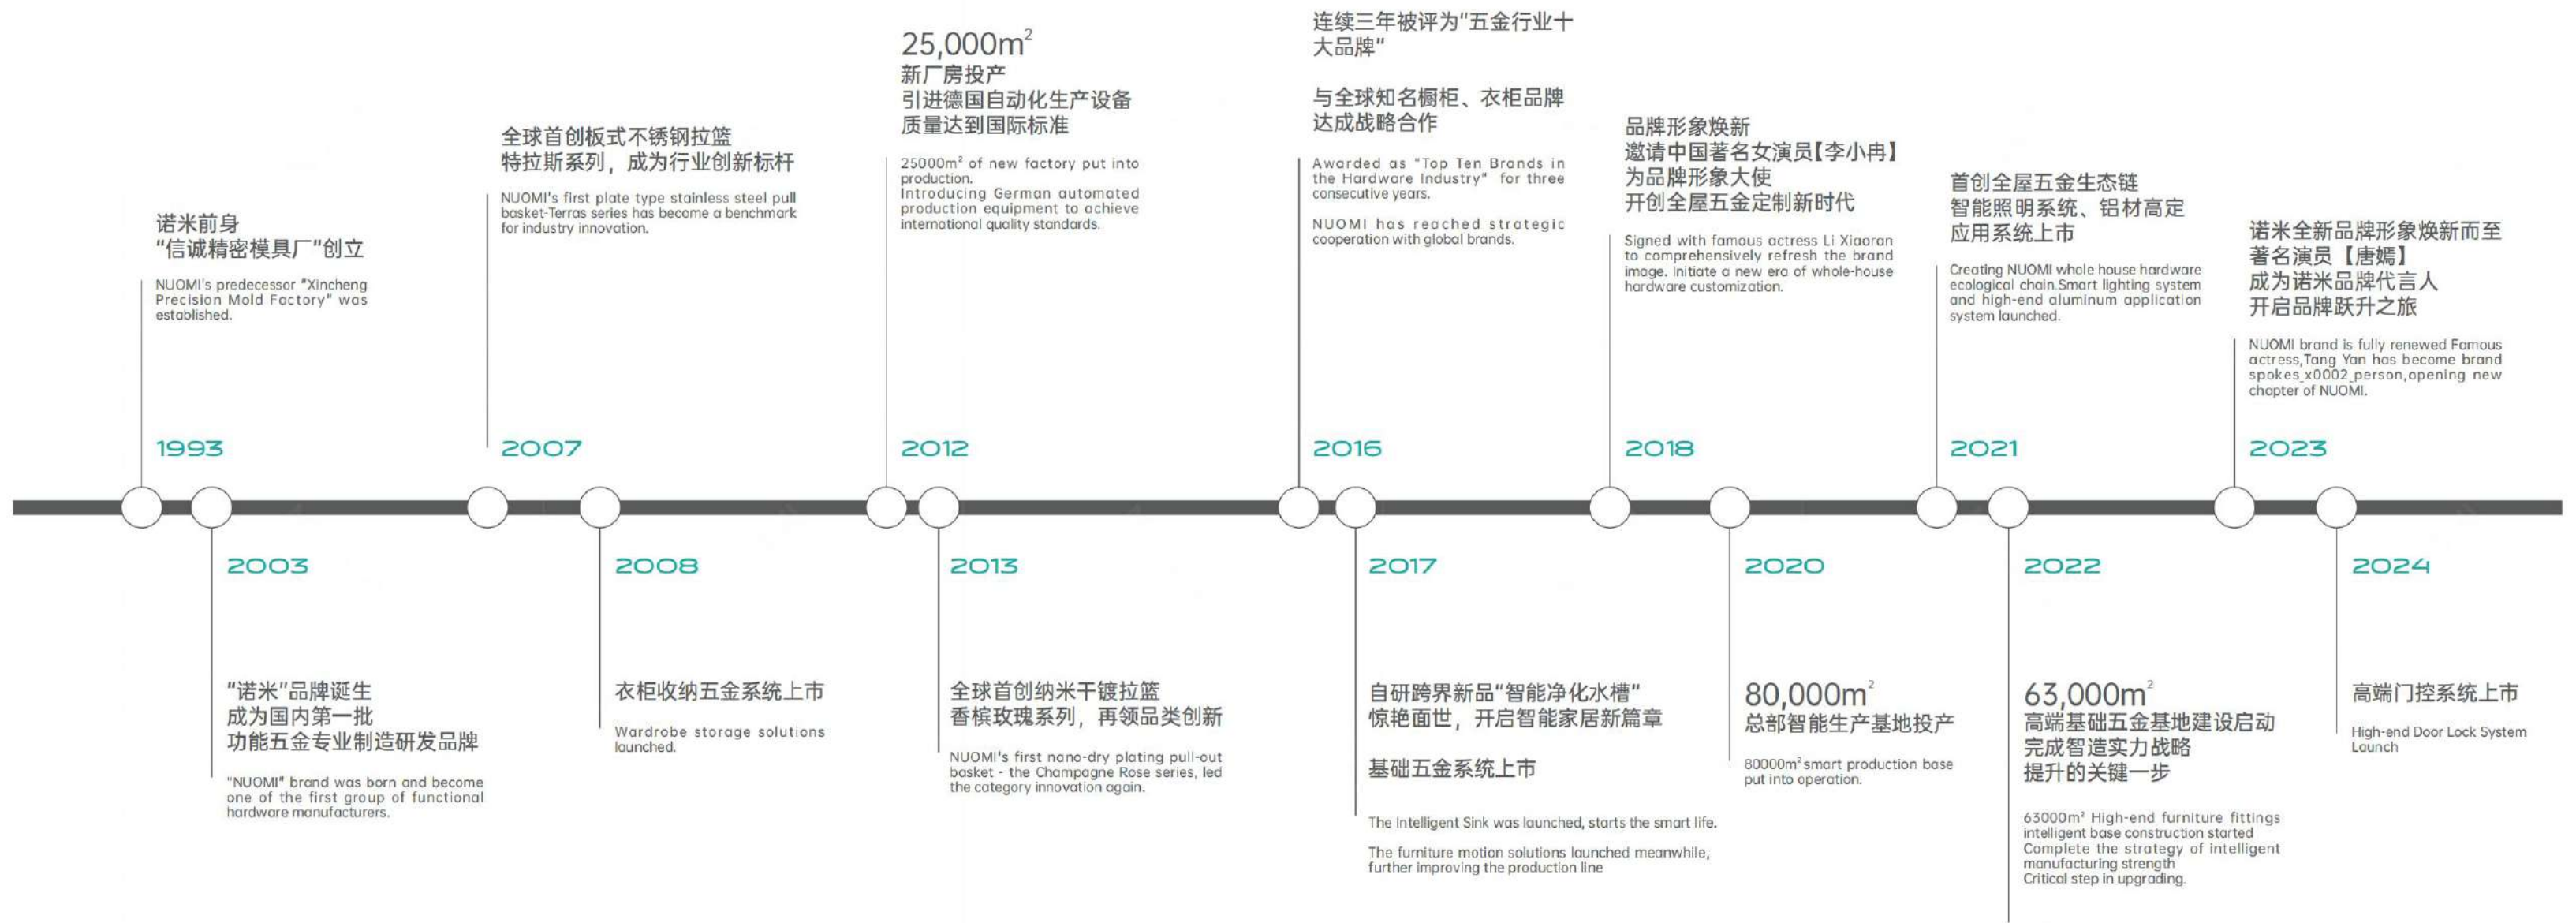 诺米前身
“信诚精密模具厂”创立
NUOMI's predecessor "Xincheng
Precision Mold Factory" was
established.
1993
2003
“诺米”品牌诞生
成为国内第一批
功能五金专业制造研发品牌
"NUOMI" brand was born and become
one of the first group of functional
hardware manufacturers.
全球首创板式不锈钢拉篮
特拉斯系列，成为行业创新标杆
NUOMI's first plate type stainless steel pull
basket-Terras series has become a benchmark
for industry innovation.
2007
2008
衣柜收纳五金系统上市
Wardrobe storage solutions
launched.
25,000m²
新厂房投产
引进德国自动化生产设备
质量达到国际标准
25000m² of new factory put into
production.
Introducing German automated
production equipment to achieve
international quality standards.
2012
2013
全球首创纳米干镀拉篮
香槟玫瑰系列，再领品类创新
NUOMI's first nano-dry plating pull-out
basket - the Champagne Rose series, led
the category innovation again.
连续三年被评为“五金行业十
大品牌”
与全球知名橱柜、衣柜品牌
达成战略合作
Awarded as "Top Ten Brands in
the Hardware Industry" for three
consecutive years.
NUOMI has reached strategic
cooperation with global brands.
2016
2017
自研跨界新品“智能净化水槽”
惊艳面世，开启智能家居新篇章
基础五金系统上市
The Intelligent Sink was launched, starts the smart life.
The furniture motion solutions launched meanwhile,
further improving the production line
品牌形象焕新
邀请中国著名女演员【李小冉】
为品牌形象大使
开创全屋五金定制新时代
Signed with famous actress Li Xiaoran
to comprehensively refresh the brand
image. Initiate a new era of whole-house
hardware customization.
2018
2020
80,000m²
总部智能生产基地投产
80000m² smart production base
put into operation.
首创全屋五金生态链
智能照明系统、铝材高定
应用系统上市
Creating NUOMI whole house hardware
ecological chain.Smart lighting system
and high-end aluminum application
system launched.
2021
2022
63,000m²
高端基础五金基地建设启动
完成智造实力战略
提升的关键一步
63000m² High-end furniture fittings
intelligent base construction started
Complete the strategy of intelligent
manufacturing strength
Critical step in upgrading.
诺米全新品牌形象焕新而至
著名演员【唐嫣】
成为诺米品牌代言人
开启品牌跃升之旅
NUOMI brand is fully renewed Famous
actress,Tang Yan has become brand
spokes_x0002_person,opening new
chapter of NUOMI.
2023
2024
高端门控系统上市
High-end Door Lock System
Launch